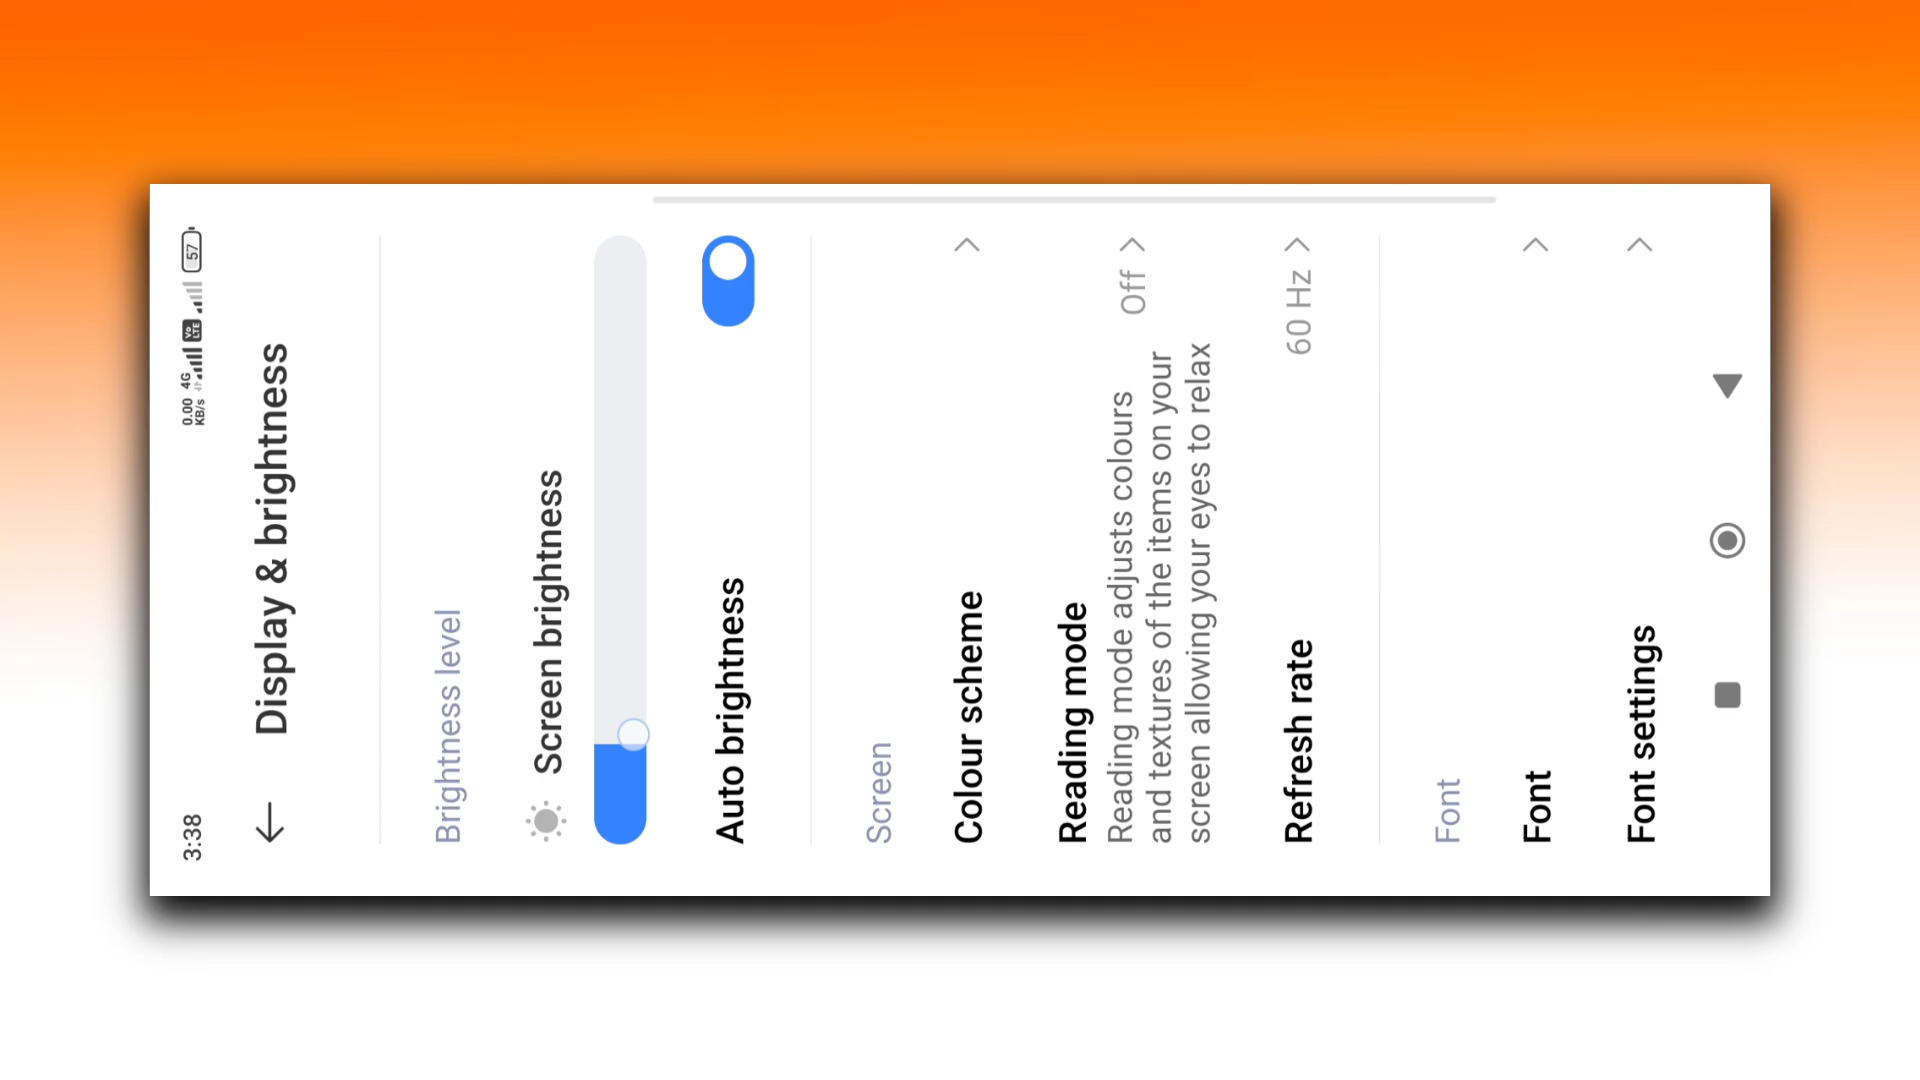 3:38
0.00 KB/s 4G Vo LTE 57
Display & brightness
Brightness level
Screen brightness
Auto brightness
Screen
Colour scheme
Reading mode
Reading mode adjusts colours
and textures of the items on your
screen allowing your eyes to relax
Off
Refresh rate
60 Hz
Font
Font
Font settings